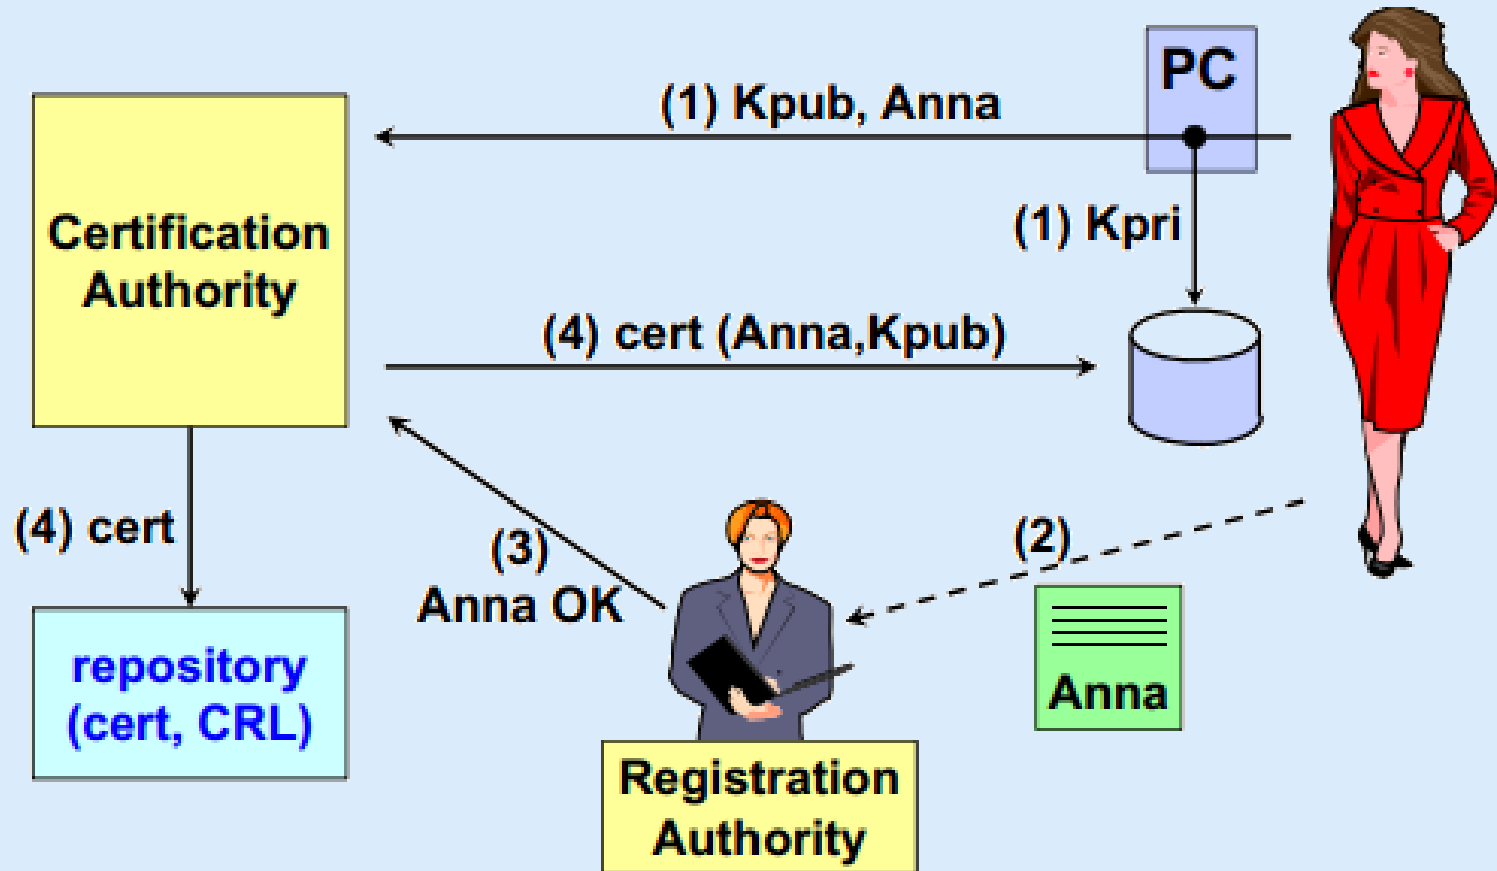 PC
(1) Kpub, Anna
Certification
Authority
(1) Kpri
(4) cert (Anna,Kpub)
(4) cert
(3)
Anna OK
(2)
repository
(cert, CRL)
Anna
Registration
Authority